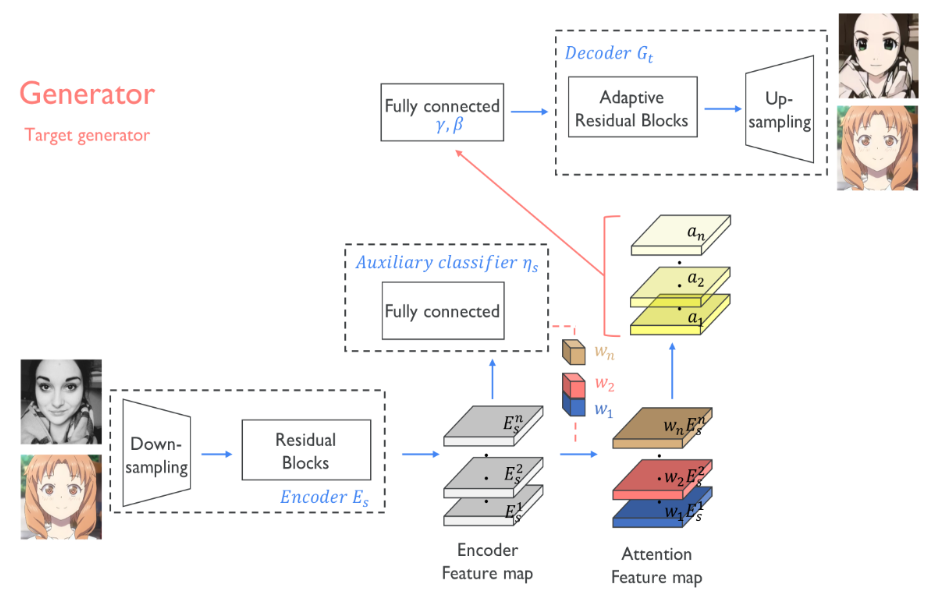 Generator
Target generator
Fully connected
γ, β
Decoder G_t
Adaptive
Residual Blocks
Up-
sampling
a_n
a_2
a_1
Auxiliary classifier η_s
Fully connected
w_n
w_2
w_1
Down-
sampling
Residual
Blocks
Encoder E_s
E_s^n
E_s^2
E_s^1
Encoder
Feature map
w_n E_s^n
w_2 E_s^2
w_1 E_s^1
Attention
Feature map